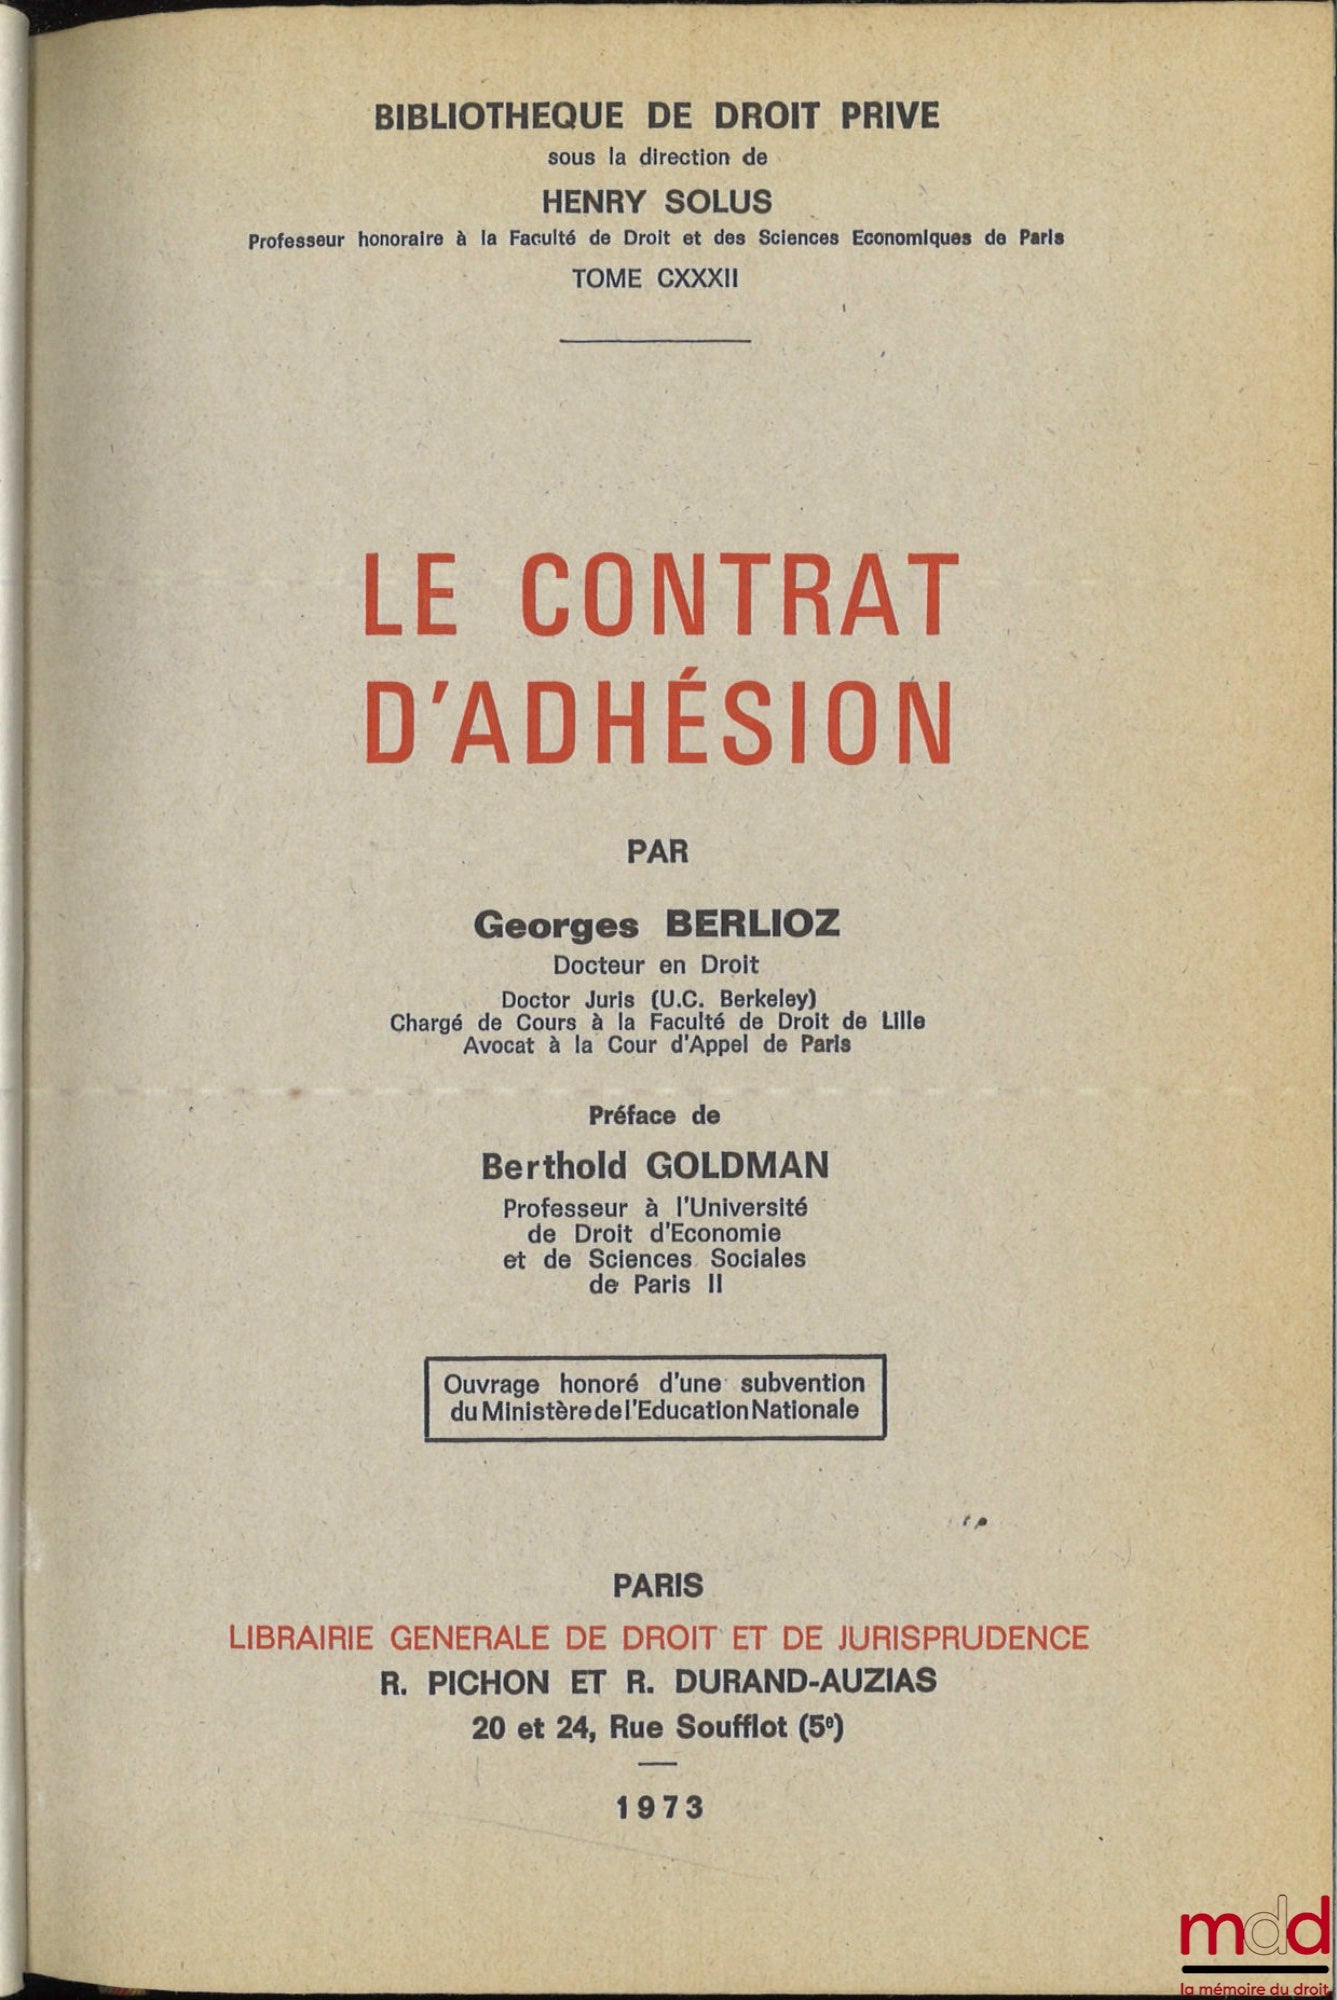 BIBLIOTHEQUE DE DROIT PRIVE
sous la direction de
HENRY SOLUS
Professeur honoraire à la Faculté de Droit et des Sciences Economiques de Paris
TOME CXXXII
LE CONTRAT
D'ADHÉSION
PAR
Georges BERLIOZ
Docteur en Droit
Doctor Juris (U.C. Berkeley)
Chargé de Cours à la Faculté de Droit de Lille
Avocat à la Cour d'Appel de Paris
Préface de
Berthold GOLDMAN
Professeur à l'Université
de Droit d'Economie
et de Sciences Sociales
de Paris II
Ouvrage honoré d'une subvention
du Ministère de l'Education Nationale
PARIS
LIBRAIRIE GENERALE DE DROIT ET DE JURISPRUDENCE
R. PICHON ET R. DURAND-AUZIAS
20 et 24, Rue Soufflot (5e)
1973
mdd
la mémoire du droit